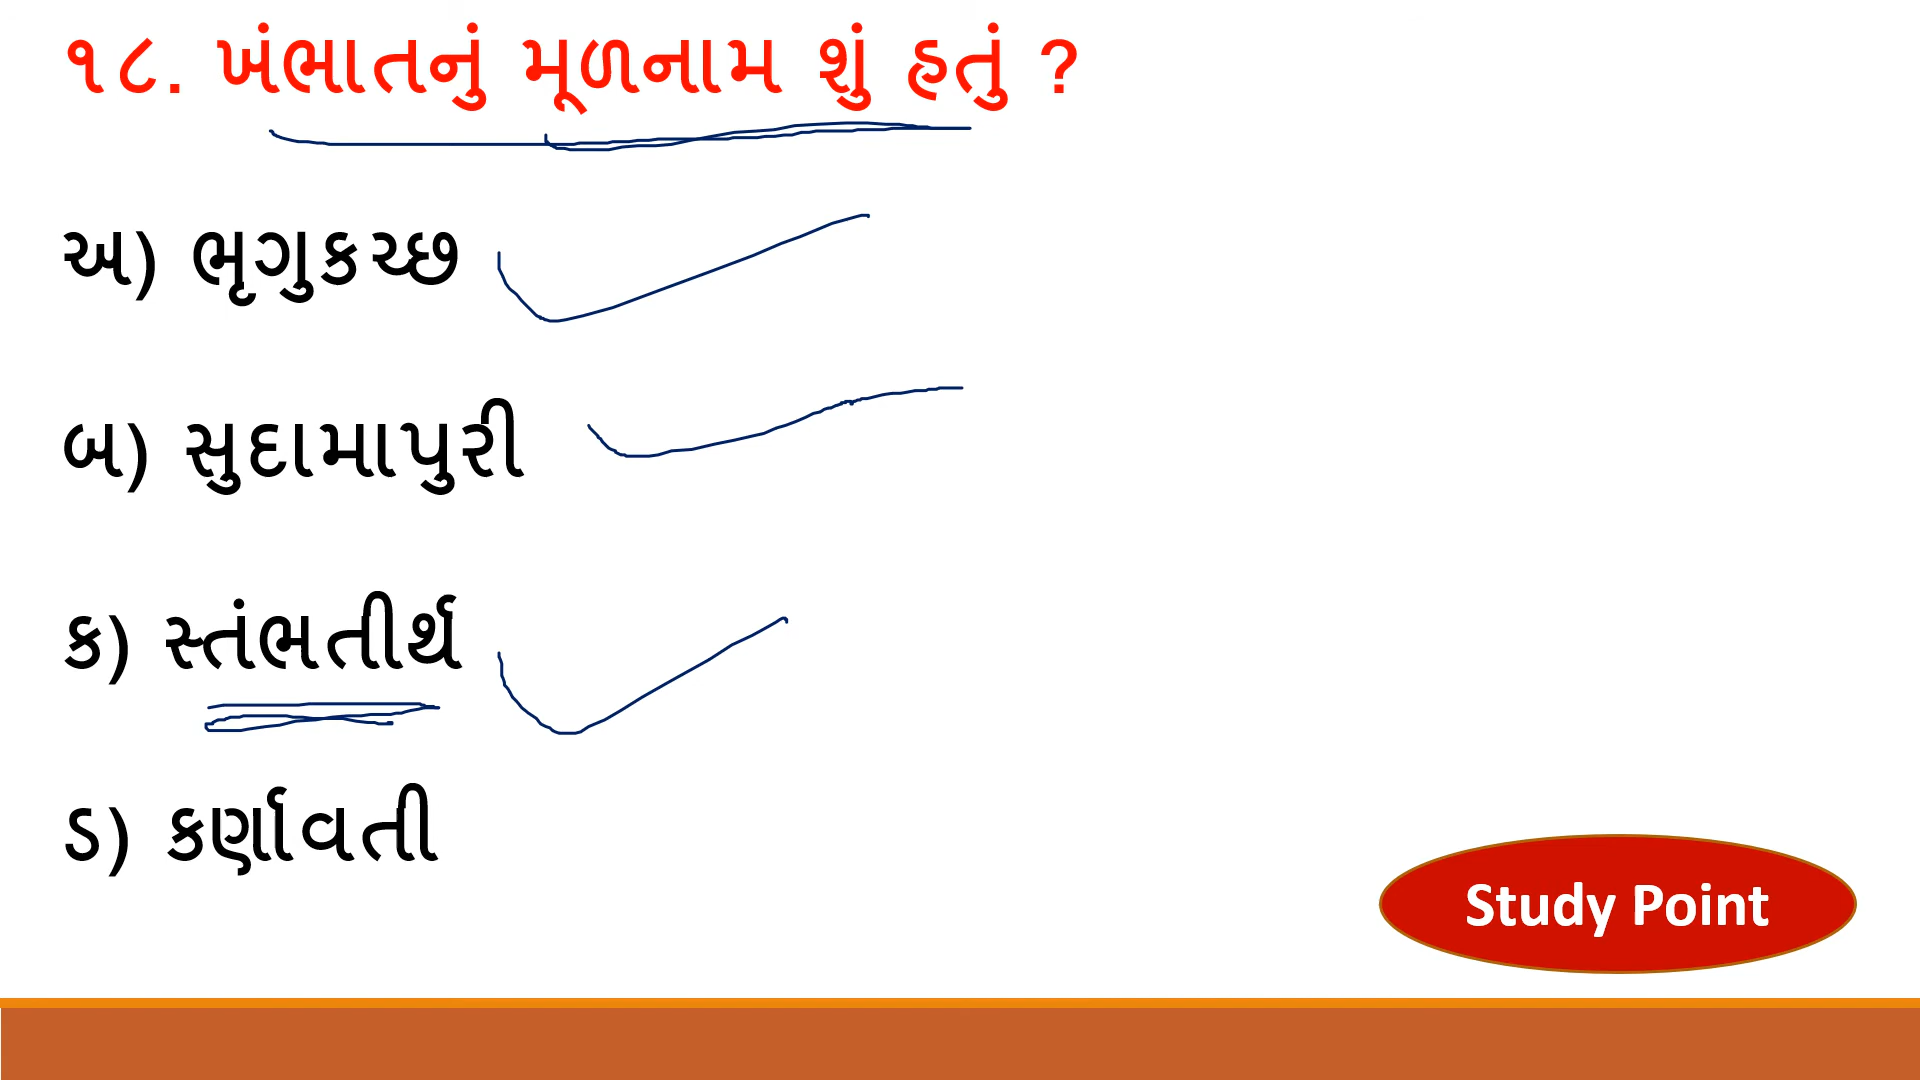 ૧૮. ખંભાતનું મૂળનામ શું હતું ?
અ) ભૃગુકચ્છ
બ) સુદામાપુરી
ક) સ્તંભતીર્થ
ડ) કર્ણાવતી
Study Point